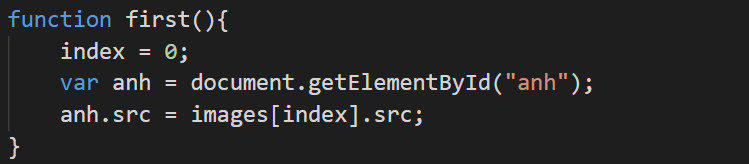 function first(){
    index = 0;
    var anh = document.getElementById("anh");
    anh.src = images[index].src;
}